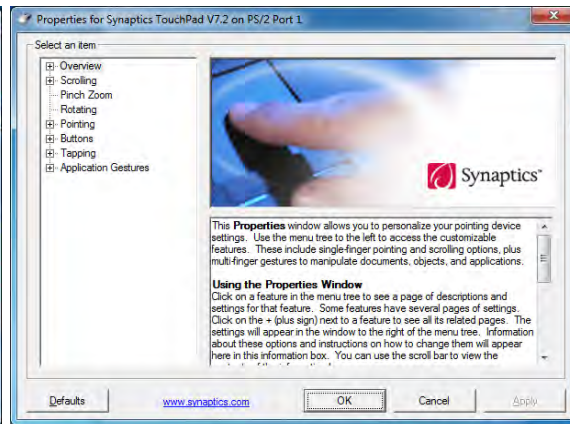 Properties for Synaptics TouchPad V7.2 on PS/2 Port 1
Select an item
Overview
Scrolling
Pinch Zoom
Rotating
Pointing
Buttons
Tapping
Application Gestures
Synaptics™
This Properties window allows you to personalize your pointing device
settings. Use the menu tree to the left to access the customizable
features. These include single-finger pointing and scrolling options, plus
multi-finger gestures to manipulate documents, objects, and applications.
Using the Properties Window
Click on a feature in the menu tree to see a page of descriptions and
settings for that feature. Some features have several pages of settings.
Click on the + (plus sign) next to a feature to see all its related pages. The
settings will appear in the window to the right of the menu tree. Information
about these options and instructions on how to change them will appear
here in this information box. You can use the scroll bar to view the
Defaults
www.synaptics.com
OK
Cancel
Apply